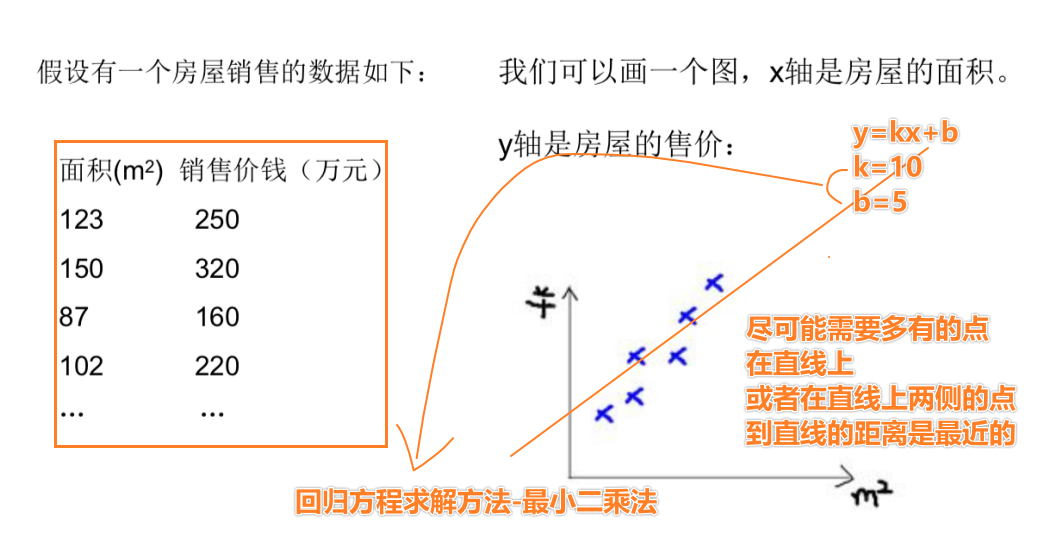 假设有一个房屋销售的数据如下：
面积(m²) 销售价钱（万元）
123 250
150 320
87 160
102 220
... ...
我们可以画一个图，x轴是房屋的面积。
y轴是房屋的售价：
y=kx+b
k=10
b=5
尽可能需要多有的点
在直线上
或者在直线上两侧的点
到直线的距离是最近的
m²
回归方程求解方法-最小二乘法